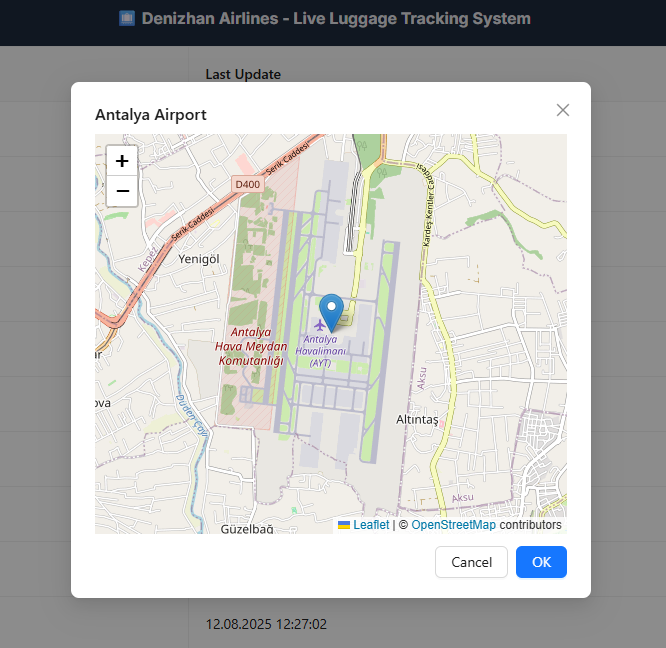 Denizhan Airlines - Live Luggage Tracking System
Last Update
Antalya Airport
+
−
D400
Serik Caddesi
Serik Caddesi
Kepez
Yenigöl
Kardeş Kentler Caddesi
Antalya
Hava Meydan
Komutanlığı
Antalya
Havalimanı
(AYT)
Aksu
Düden Çayı
ova
Altıntaş
Aksu
Güzelbağ
Leaflet | © OpenStreetMap contributors
Cancel
OK
12.08.2025 12:27:02